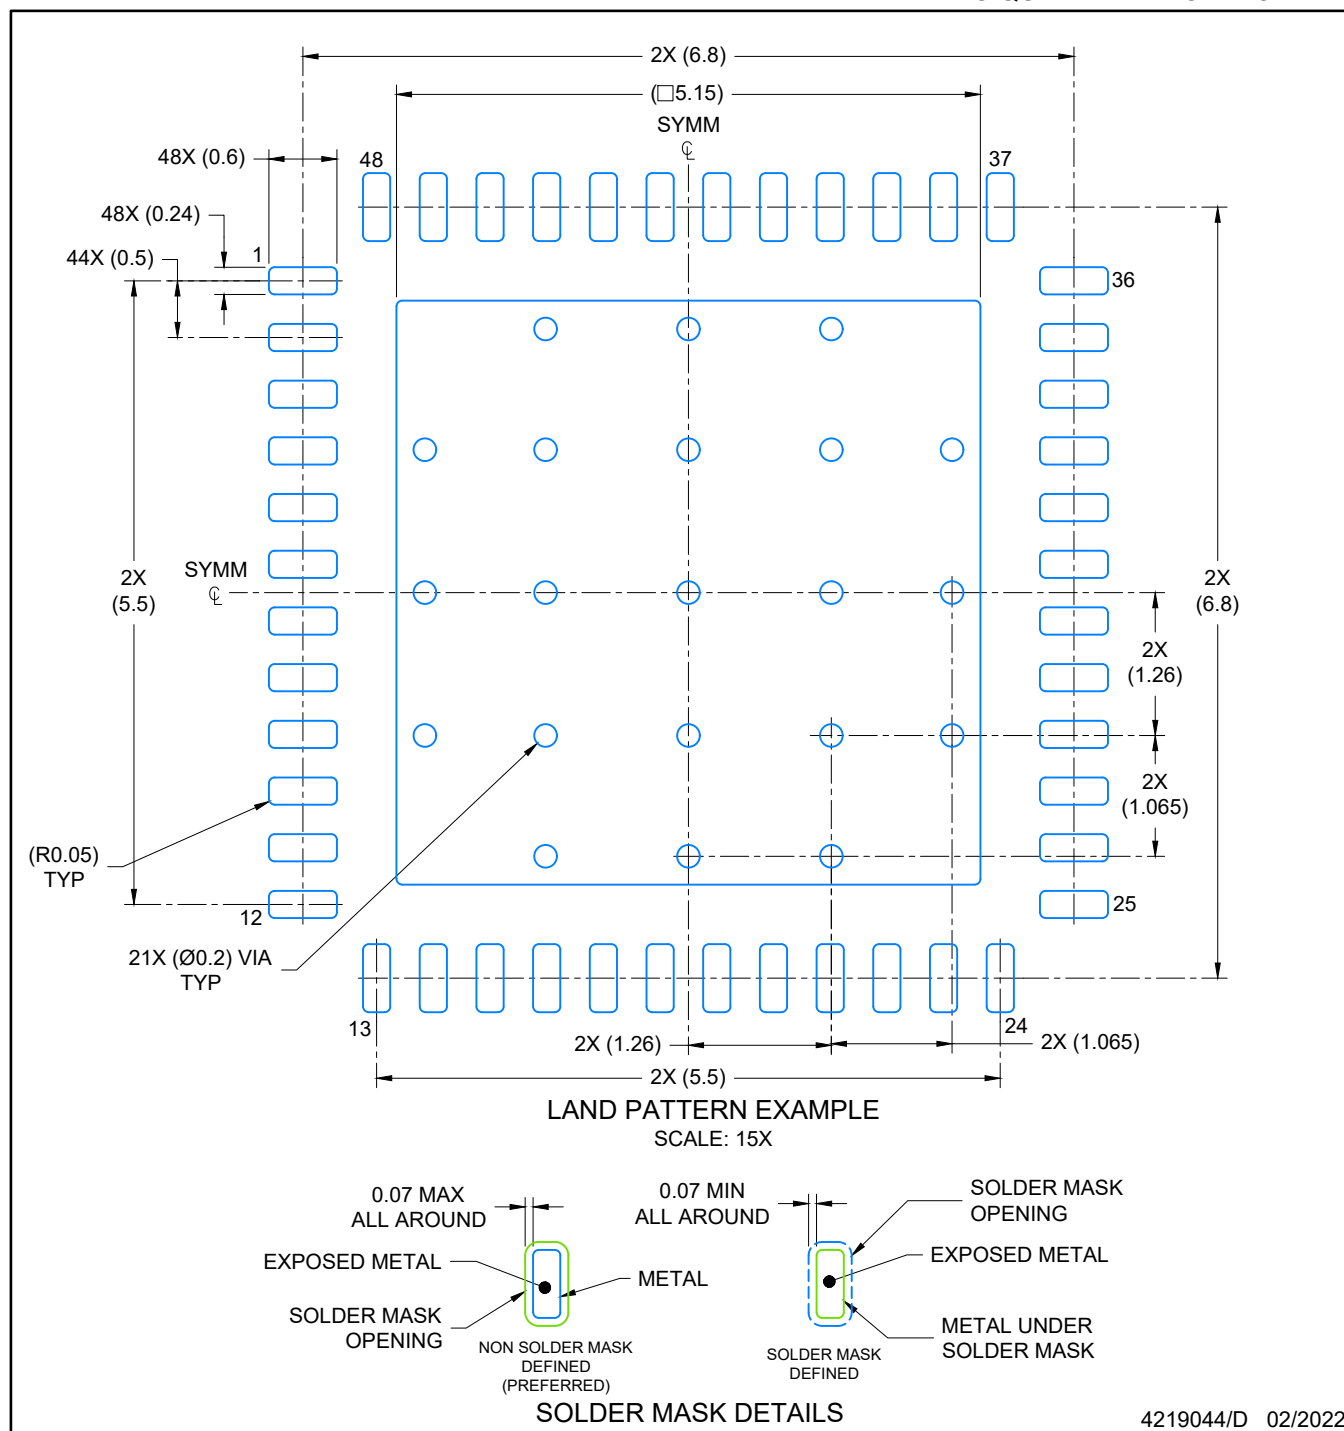 2X (6.8)
(□5.15)
SYMM
℄
48X (0.6)
48
37
48X (0.24)
44X (0.5)
1
36
SYMM
℄
2X
(5.5)
2X
(6.8)
2X
(1.26)
2X
(1.065)
(R0.05)
TYP
12
25
21X (Ø0.2) VIA
TYP
13
24
2X (1.26)
2X (1.065)
2X (5.5)
LAND PATTERN EXAMPLE
SCALE: 15X
0.07 MAX
ALL AROUND
EXPOSED METAL
SOLDER MASK
OPENING
METAL
NON SOLDER MASK
DEFINED
(PREFERRED)
0.07 MIN
ALL AROUND
SOLDER MASK
OPENING
EXPOSED METAL
METAL UNDER
SOLDER MASK
SOLDER MASK
DEFINED
SOLDER MASK DETAILS
4219044/D 02/2022